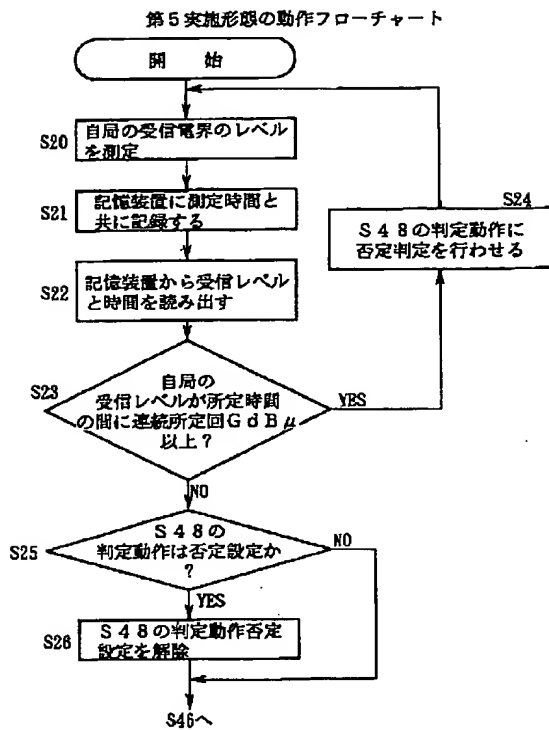 第5実施形態の動作フローチャート
開 始
S20
自局の受信電界のレベル
を測定
S21
記憶装置に測定時間と
共に記録する
S22
記憶装置から受信レベル
と時間を読み出す
S23
自局の
受信レベルが所定時間
の間に連続所定回GdBμ
以上?
YES
S24
S48の判定動作に
否定判定を行わせる
NO
S25
S48の
判定動作は否定設定か
?
NO
YES
S26
S48の判定動作否定
設定を解除
S46へ